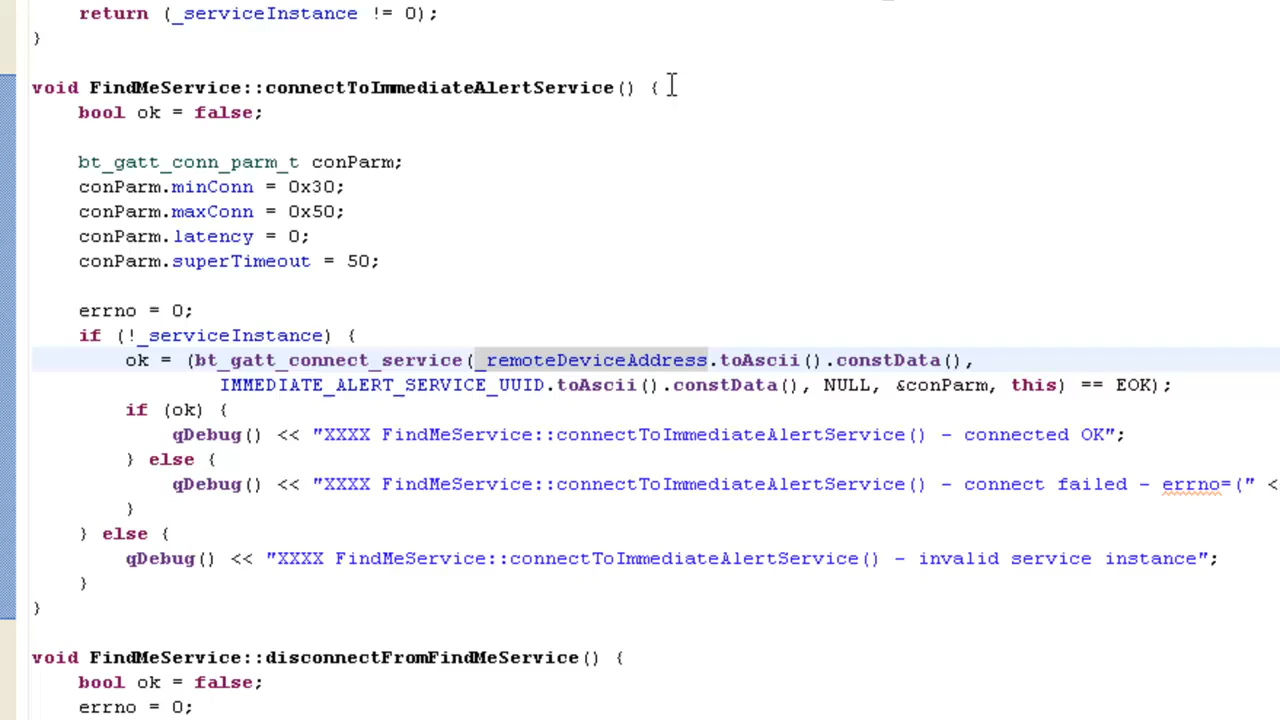 return (_serviceInstance != 0);
}
void FindMeService::connectToImmediateAlertService() {
bool ok = false;
bt_gatt_conn_parm_t conParm;
conParm.minConn = 0x30;
conParm.maxConn = 0x50;
conParm.latency = 0;
conParm.superTimeout = 50;
errno = 0;
if (!_serviceInstance) {
ok = (bt_gatt_connect_service(_remoteDeviceAddress.toAscii().constData(),
IMMEDIATE_ALERT_SERVICE_UUID.toAscii().constData(), NULL, &conParm, this) == EOK);
if (ok) {
qDebug() << "XXXX FindMeService::connectToImmediateAlertService() - connected OK";
} else {
qDebug() << "XXXX FindMeService::connectToImmediateAlertService() - connect failed - errno=(" <
}
} else {
qDebug() << "XXXX FindMeService::connectToImmediateAlertService() - invalid service instance";
}
}
void FindMeService::disconnectFromFindMeService() {
bool ok = false;
errno = 0;